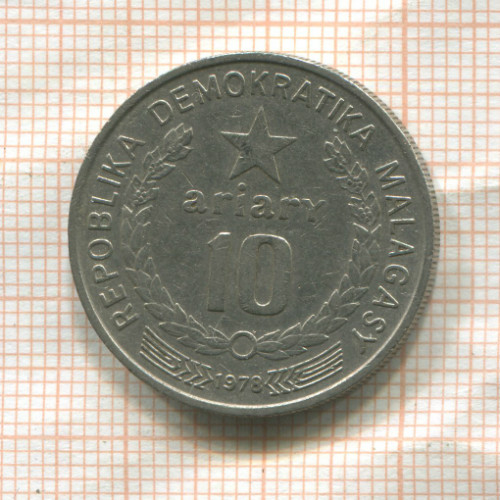 REPOBLIKA DEMOKRATIKA MALAGASY
ariary
10
1978